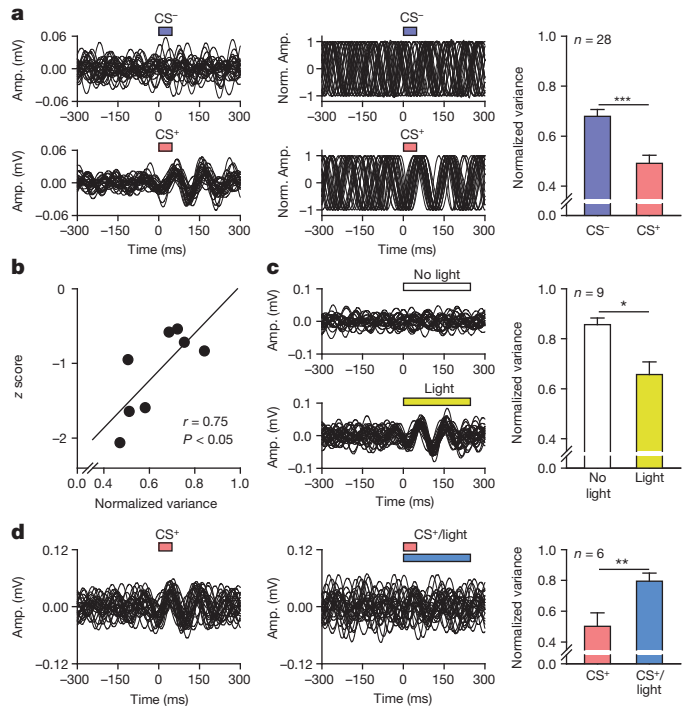 a
CS⁻
Amp. (mV)
0.06
0.00
−0.06
−300 −150 0 150 300
CS⁺
Amp. (mV)
0.06
0.00
−0.06
−300 −150 0 150 300
Time (ms)
CS⁻
Norm. Amp.
1
−1
−300 −150 0 150 300
CS⁺
Norm. Amp.
1
−1
−300 −150 0 150 300
Time (ms)
n = 28
***
Normalized variance
1.0
0.8
0.6
0.4
0.0
CS⁻ CS⁺
b
z score
0
−1
−2
r = 0.75
P < 0.05
0.0 0.4 0.6 0.8 1.0
Normalized variance
c
No light
Amp. (mV)
0.1
0.0
−0.1
−300 −150 0 150 300
Light
Amp. (mV)
0.1
0.0
−0.1
−300 −150 0 150 300
Time (ms)
n = 9
*
Normalized variance
1.0
0.8
0.6
0.4
0.0
No Light
light
d
CS⁺
Amp. (mV)
0.12
0.00
−0.12
−300 −150 0 150 300
Time (ms)
CS⁺/light
Amp. (mV)
0.12
0.00
−0.12
−300 −150 0 150 300
Time (ms)
n = 6
**
Normalized variance
1.0
0.8
0.6
0.4
0.0
CS⁺ CS⁺/
light